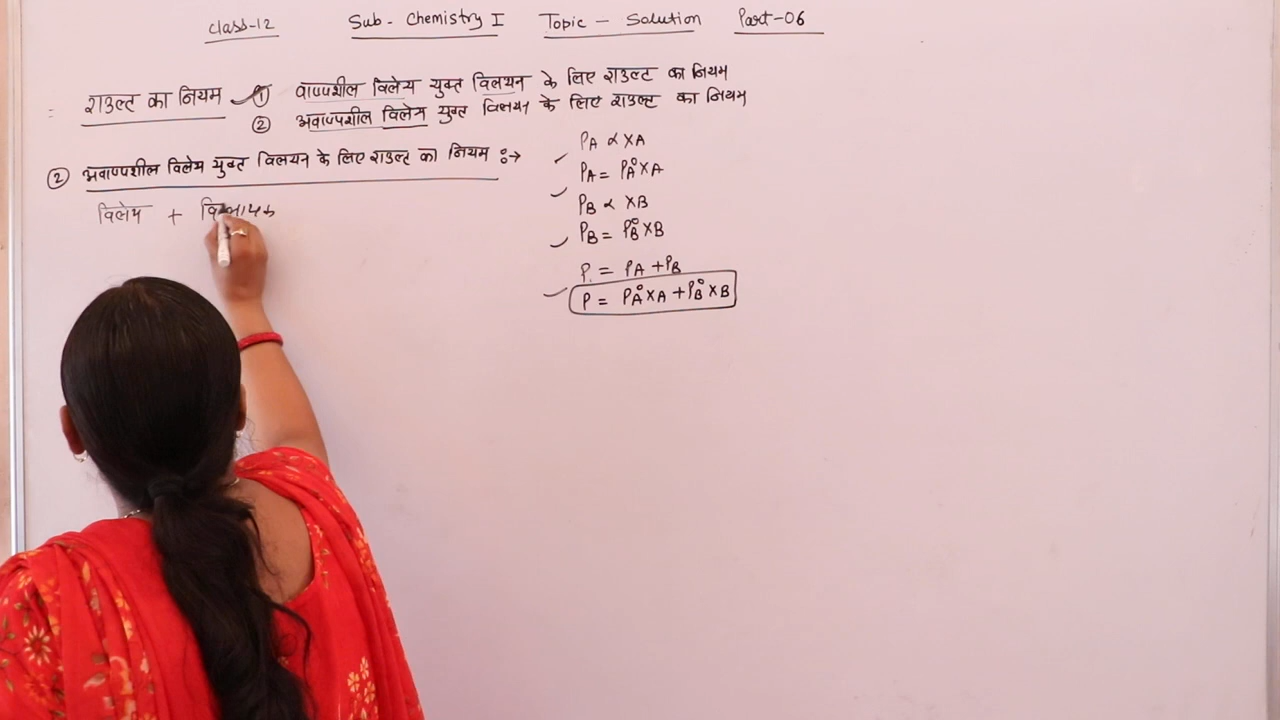 Class-12 Sub- Chemistry I Topic - Solution Part-06
राउल्ट का नियम ① वाष्पशील विलेय युक्त विलयन के लिए राउल्ट का नियम
② अवाष्पशील विलेय युक्त विलयन के लिए राउल्ट का नियम
② अवाष्पशील विलेय युक्त विलयन के लिए राउल्ट का नियम :→
विलेय + विलायक
PA ∝ XA
PA = P°A XA
PB ∝ XB
PB = P°B XB
P = PA + PB
P = P°A XA + P°B XB